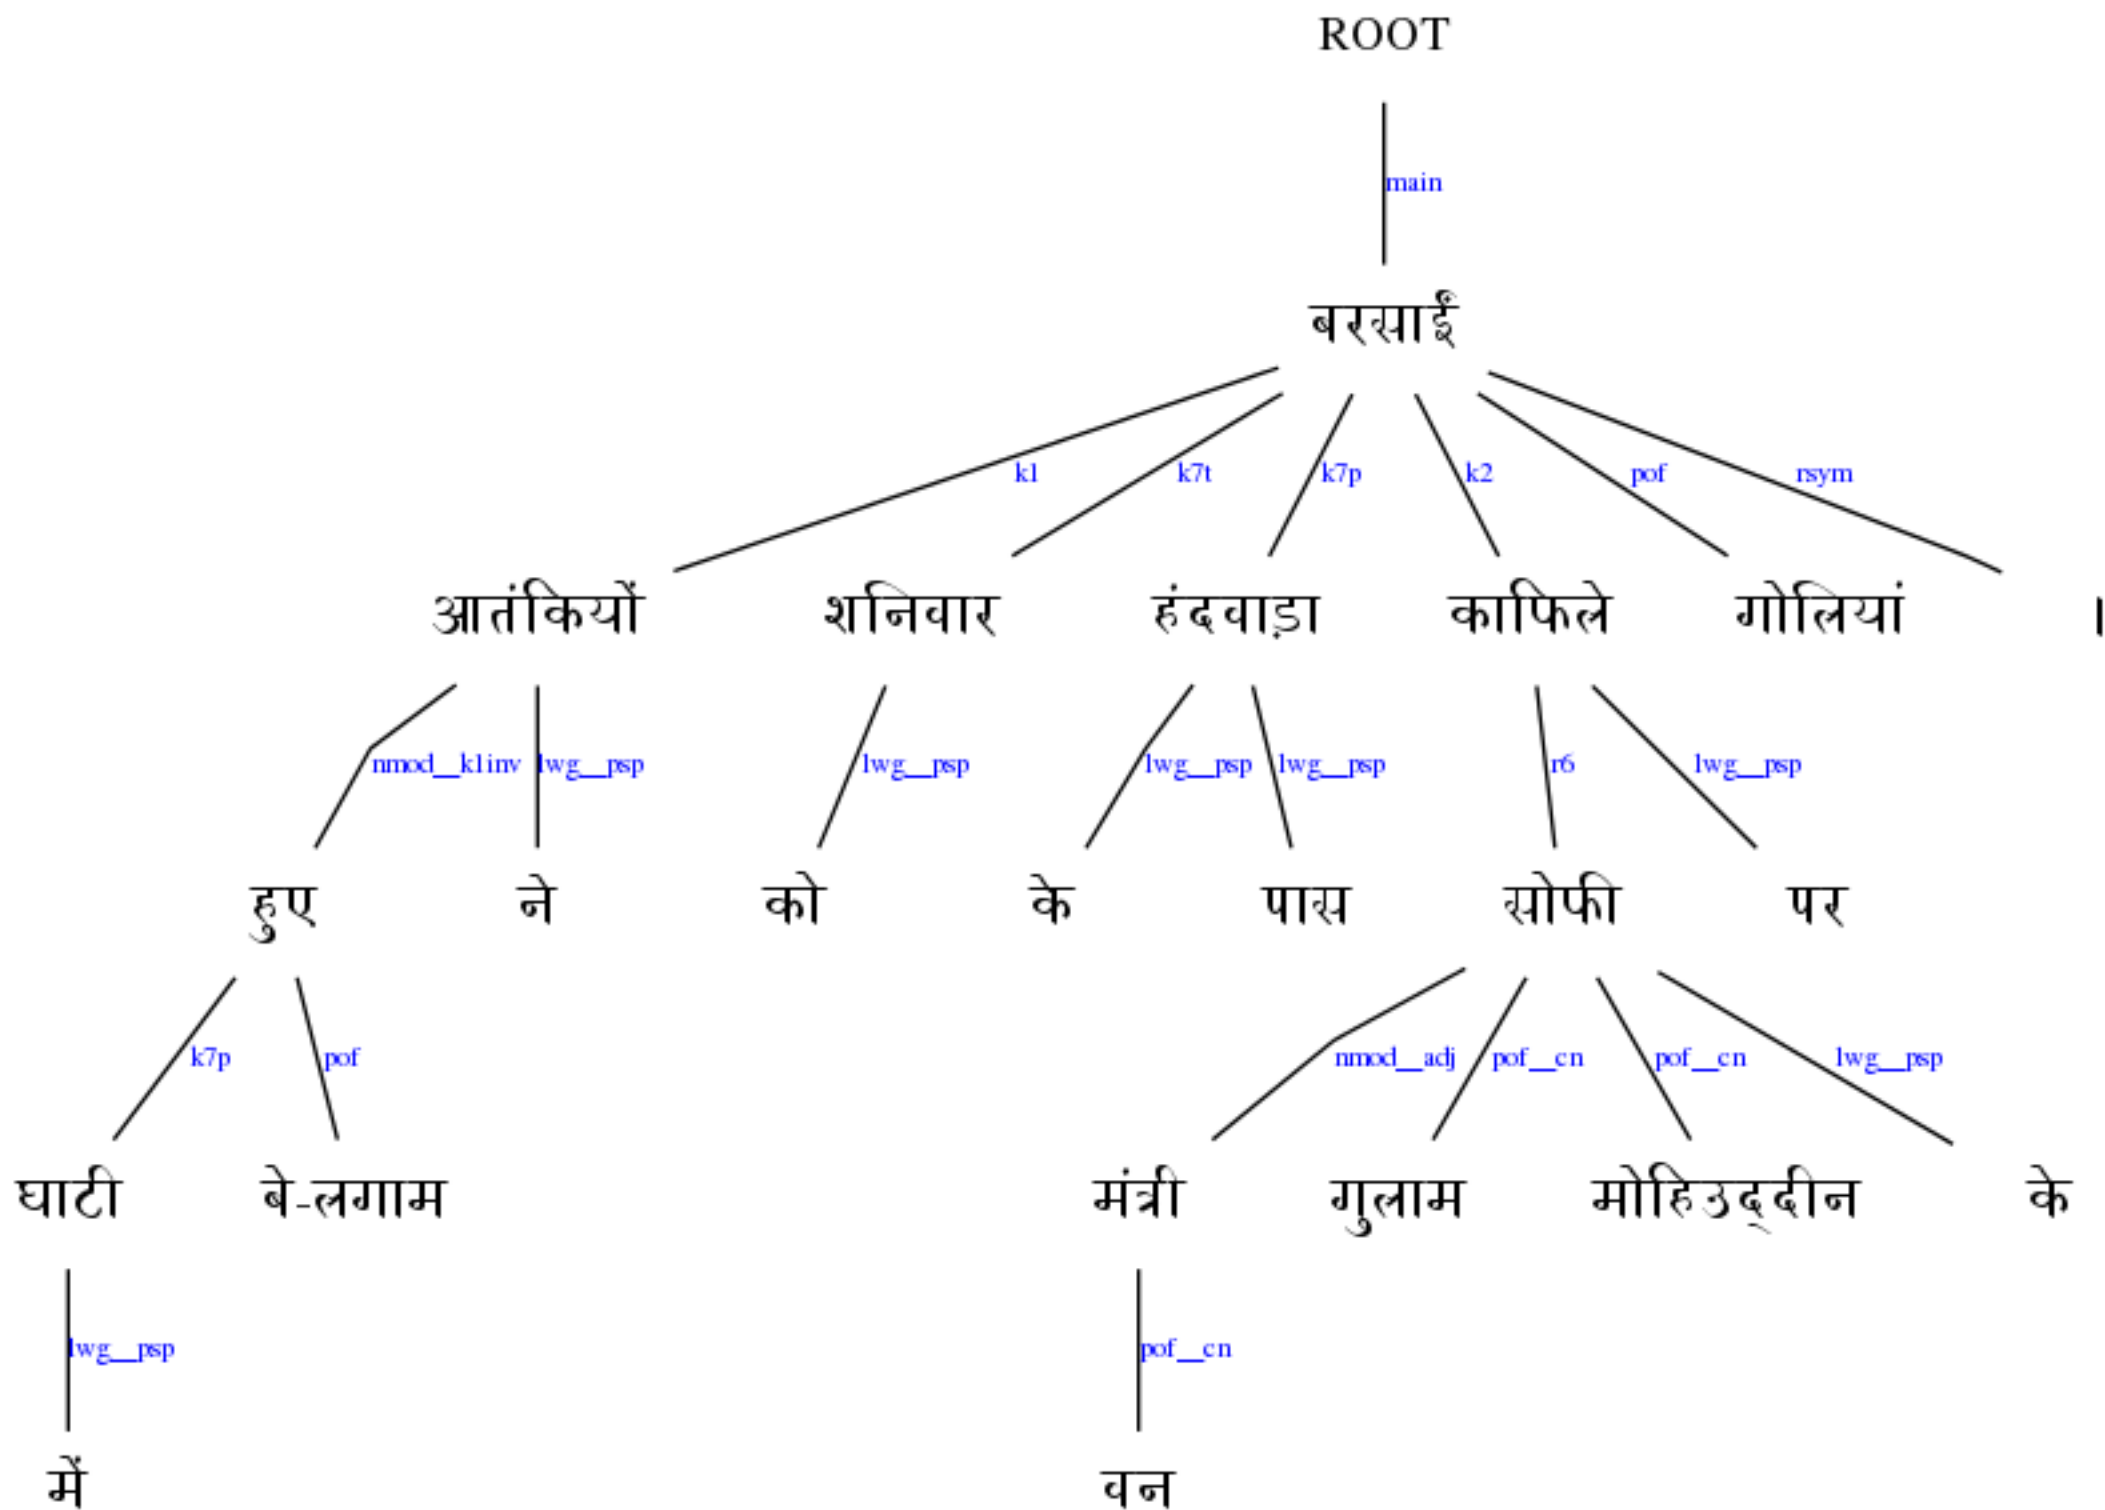 ROOT
main
बरसाईं
k1 k7t k7p k2 pof rsym
आतंकियों शनिवार हंदवाड़ा काफिले गोलियां ।
nmod__k1inv lwg__psp lwg__psp lwg__psp lwg__psp r6 lwg__psp
हुए ने को के पास सोफी पर
k7p pof nmod__adj pof__cn pof__cn lwg__psp
घाटी बे-लगाम मंत्री गुलाम मोहिउद्दीन के
lwg__psp pof__cn
में वन